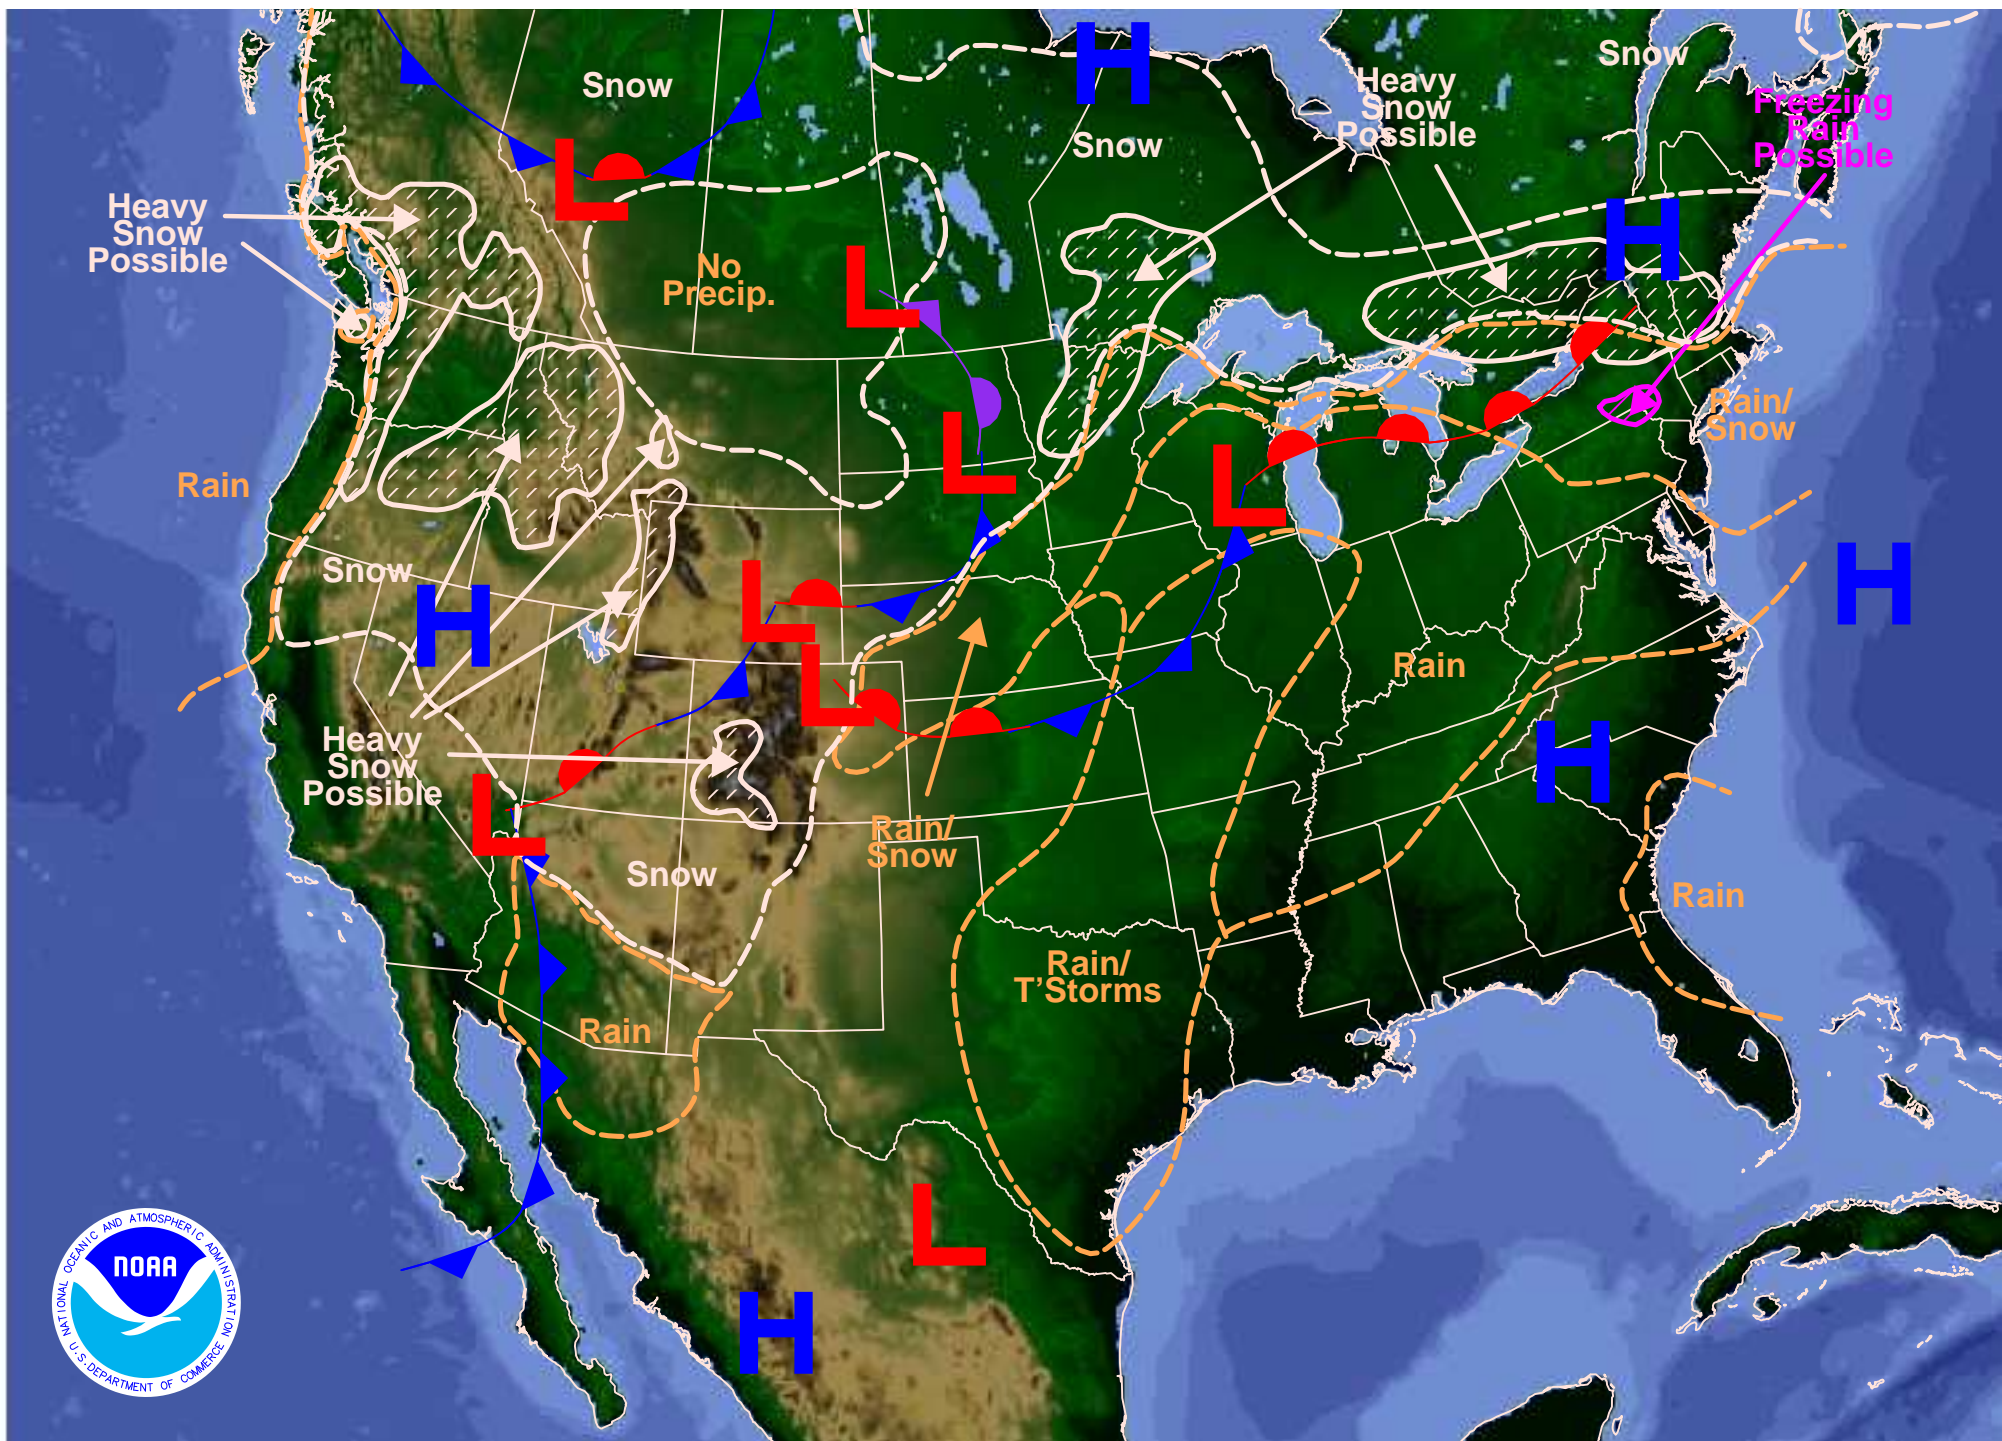 Snow
H
Snow
Heavy
Snow
Possible
Freezing
Rain
Possible
Snow
L
Heavy
Snow
Possible
H
No
Precip.
L
Rain/
Snow
Rain
L
L
H
Snow
H
L
L
Rain
H
Heavy
Snow
Possible
L
Rain/
Snow
Snow
Rain
Rain/
T'Storms
Rain
L
H
NATIONAL OCEANIC AND ATMOSPHERIC ADMINISTRATION
NOAA
U.S. DEPARTMENT OF COMMERCE